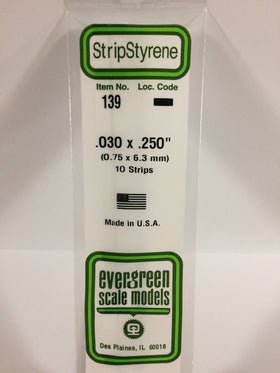 StripStyrene
Item No. Loc. Code
139
.030 x .250"
(0.75 x 6.3 mm)
10 Strips
Made in U.S.A.
evergreen
scale models
Des Plaines, IL 60018